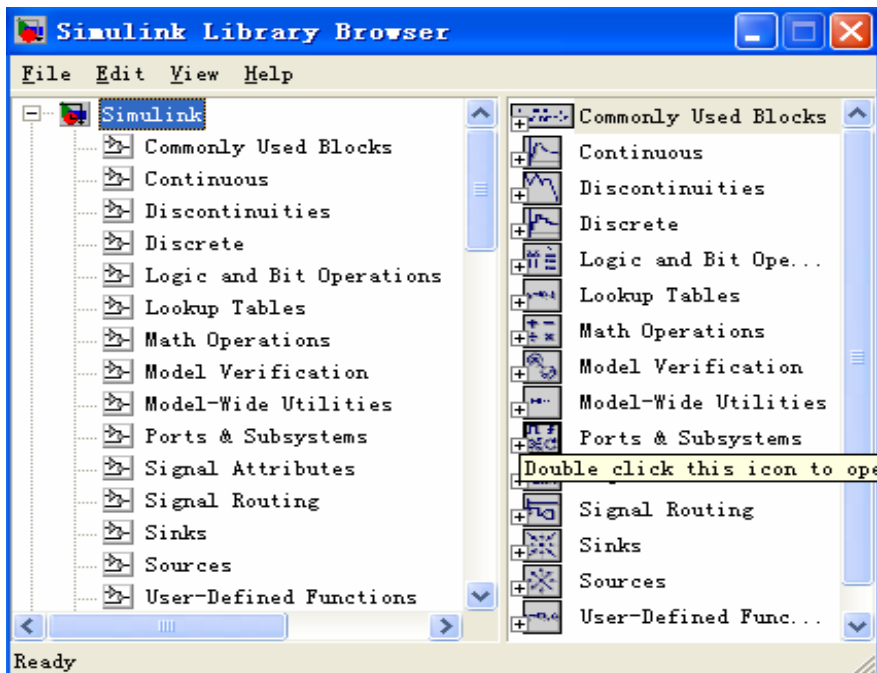 Simulink Library Browser
File Edit View Help
Simulink
Commonly Used Blocks
Continuous
Discontinuities
Discrete
Logic and Bit Operations
Lookup Tables
Math Operations
Model Verification
Model-Wide Utilities
Ports & Subsystems
Signal Attributes
Signal Routing
Sinks
Sources
User-Defined Functions
Commonly Used Blocks
Continuous
Discontinuities
Discrete
Logic and Bit Ope...
Lookup Tables
Math Operations
Model Verification
Model-Wide Utilities
Ports & Subsystems
Double click this icon to ope
Signal Routing
Sinks
Sources
User-Defined Func...
Ready